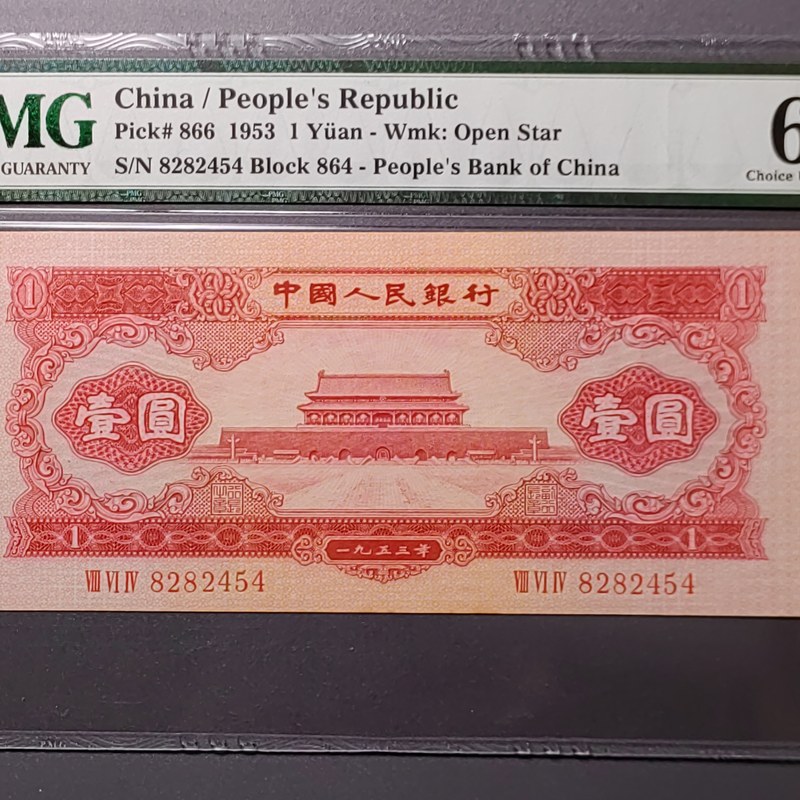 MG
GUARANTY
China / People's Republic
Pick# 866 1953 1 Yüan - Wmk: Open Star
S/N 8282454 Block 864 - People's Bank of China
6
Choice
1 中國人民銀行 1
壹圓 壹圓
1 一九五三年 1
VIII VI IV 8282454 VIII VI IV 8282454